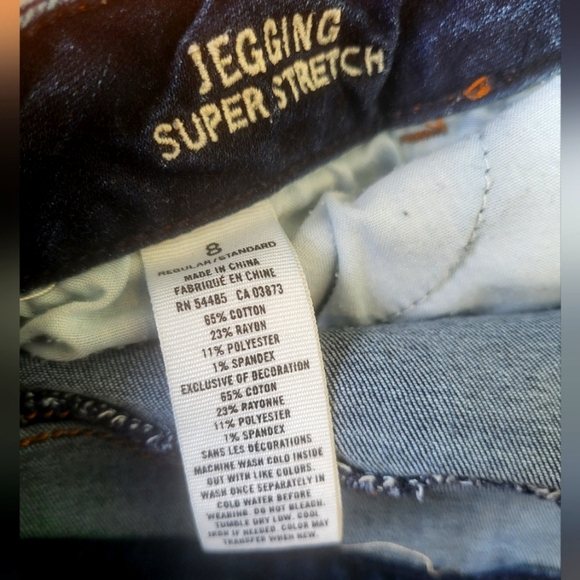 JEGGING
SUPER STRETCH
8
REGULAR/STANDARD
MADE IN CHINA
FABRIQUÉ EN CHINE
RN 54485 CA 03873
65% COTTON
23% RAYON
11% POLYESTER
1% SPANDEX
EXCLUSIVE OF DECORATION
65% COTON
23% RAYONNE
11% POLYESTER
1% SPANDEX
SANS LES DÉCORATIONS
MACHINE WASH COLD INSIDE
OUT WITH LIKE COLORS.
WASH ONCE SEPARATELY IN
COLD WATER BEFORE
WEARING. DO NOT BLEACH.
TUMBLE DRY LOW. COOL
IRON IF NEEDED. COLOR MAY
TRANSFER WHEN NEW.